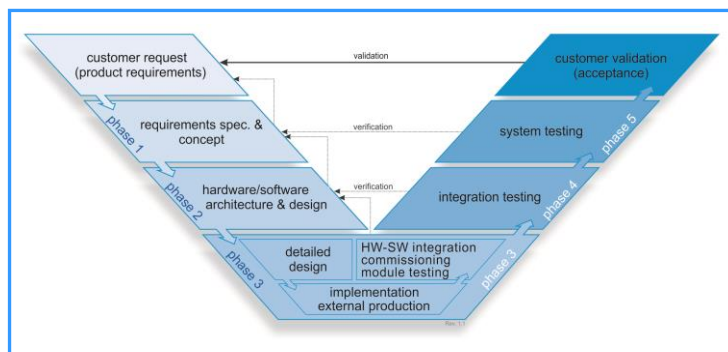 customer request
(product requirements)
validation
customer validation
(acceptance)
phase 1
requirements spec. &
concept
verification
system testing
phase 5
phase 2
hardware/software
architecture & design
verification
integration testing
phase 4
phase 3
detailed
design
HW-SW integration
commissioning
module testing
phase 3
implementation
external production
Rev. 1.1